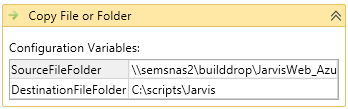 Copy File or Folder
Configuration Variables:
SourceFileFolder \\semsnas2\builddrop\JarvisWeb_Azu
DestinationFileFolder C:\scripts\Jarvis